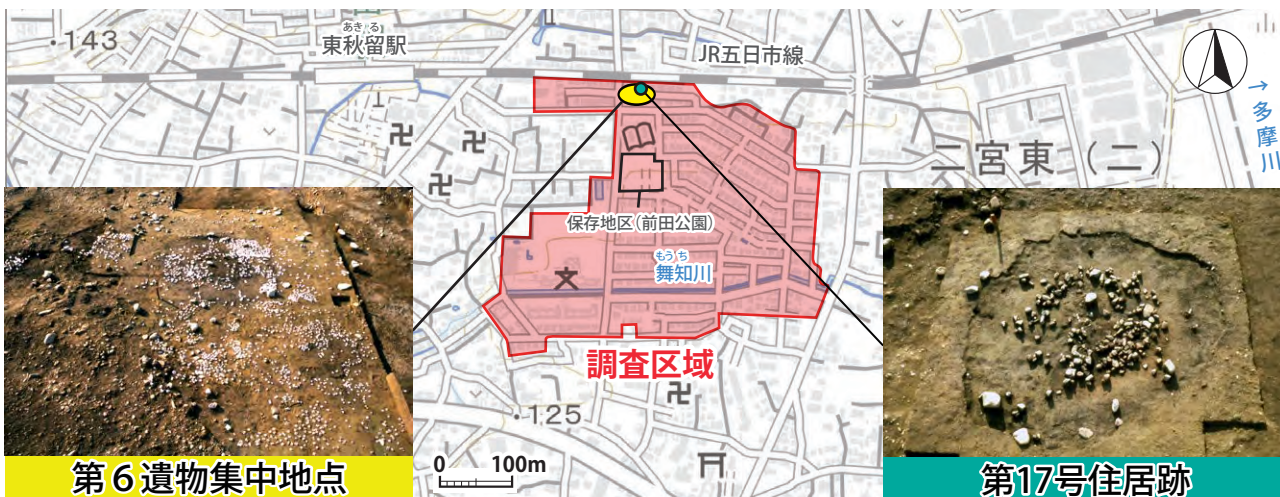 ・143
あきる
東秋留駅
JR五日市線
→多摩川
二宮東(二)
保存地区(前田公園)
もうち
舞知川
調査区域
・125
0 100m
第6遺物集中地点
第17号住居跡